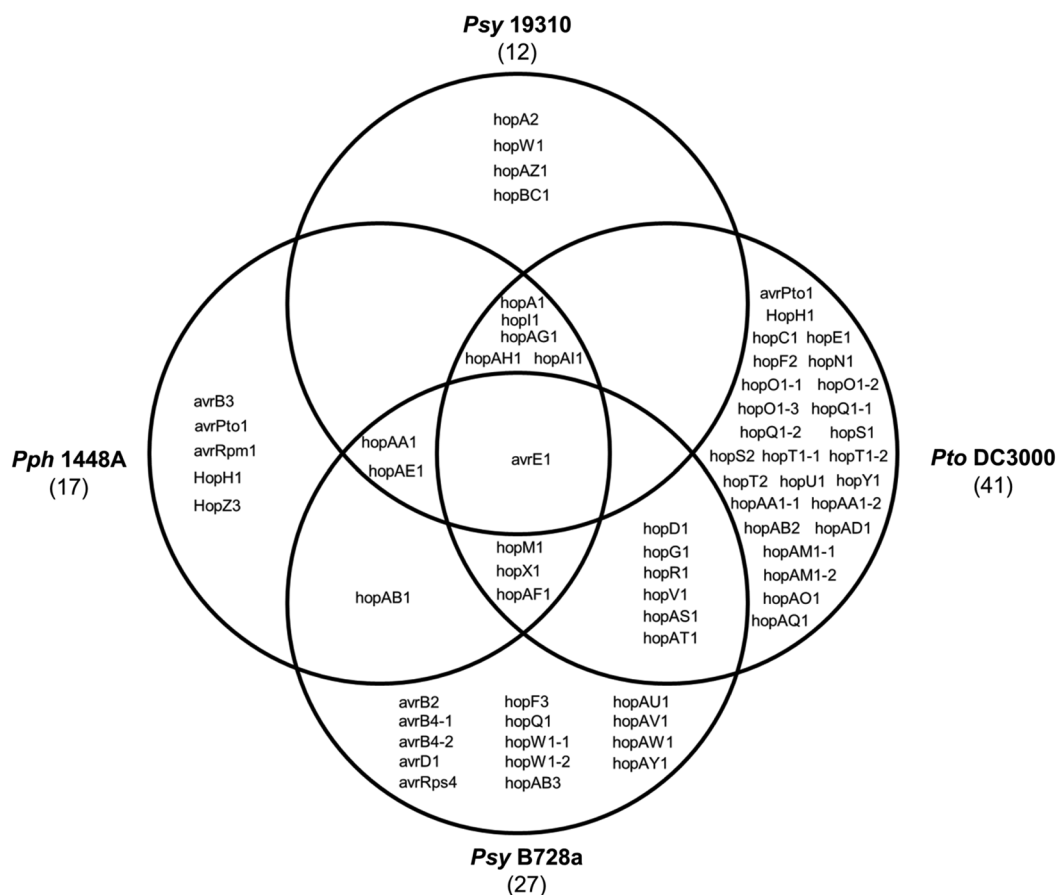 Psy 19310
(12)
hopA2
hopW1
hopAZ1
hopBC1
hopA1
hopI1
hopAG1
hopAH1 hopAI1
avrPto1
HopH1
hopC1 hopE1
hopF2 hopN1
hopO1-1 hopO1-2
hopO1-3 hopQ1-1
hopQ1-2 hopS1
hopS2 hopT1-1 hopT1-2
hopT2 hopU1 hopY1
hopAA1-1 hopAA1-2
hopAB2 hopAD1
hopAM1-1
hopAM1-2
hopAO1
hopAQ1
avrB3
avrPto1
avrRpm1
HopH1
HopZ3
Pph 1448A
(17)
hopAA1
hopAE1
avrE1
Pto DC3000
(41)
hopM1
hopX1
hopAF1
hopD1
hopG1
hopR1
hopV1
hopAS1
hopAT1
hopAB1
avrB2 hopF3 hopAU1
avrB4-1 hopQ1 hopAV1
avrB4-2 hopW1-1 hopAW1
avrD1 hopW1-2 hopAY1
avrRps4 hopAB3
Psy B728a
(27)